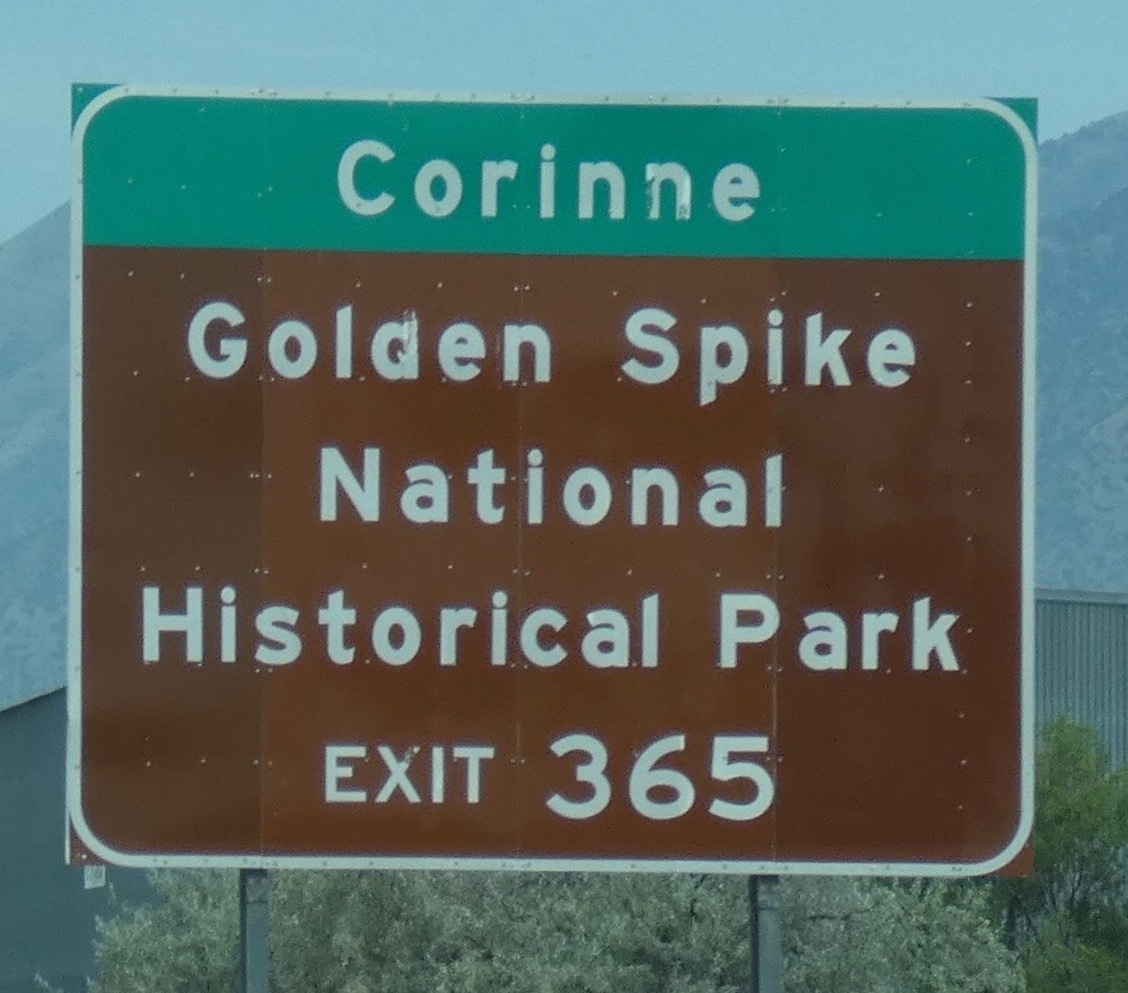 Corinne
Golden Spike
National
Historical Park
EXIT 365